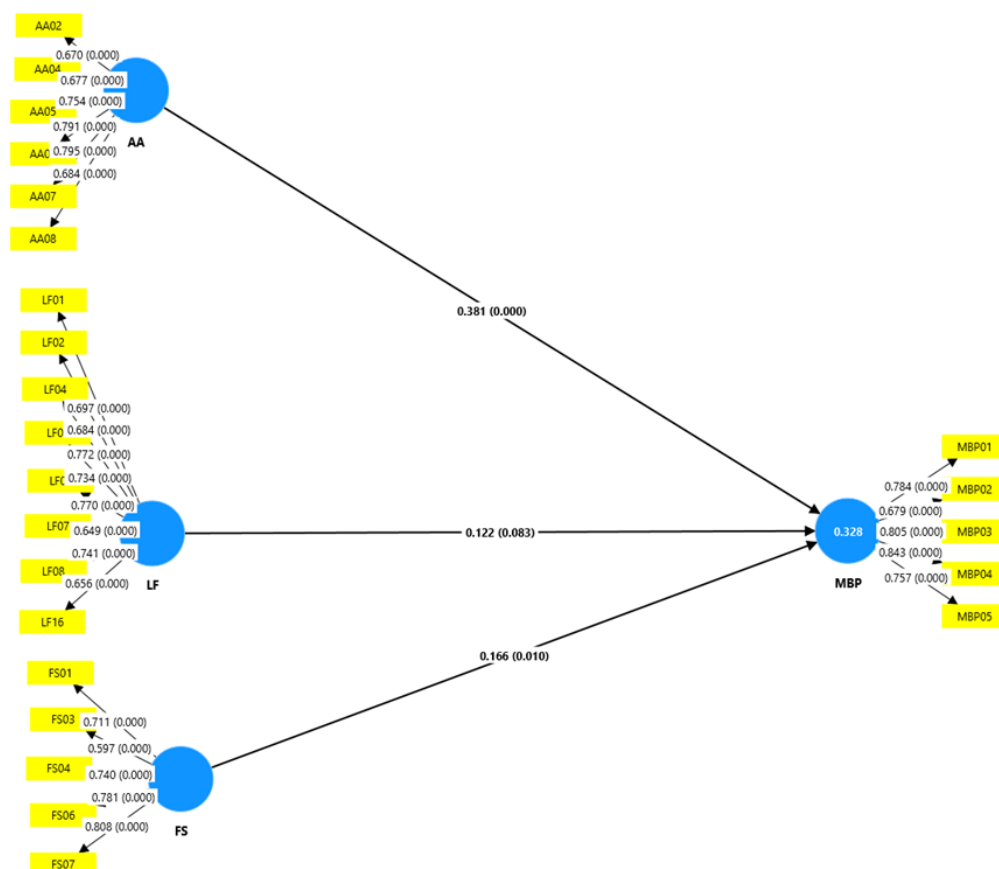 AA02
0.670 (0.000)
AA04
0.677 (0.000)
0.754 (0.000)
AA05
0.791 (0.000)
0.795 (0.000)
0.684 (0.000)
AA07
AA08
AA
LF01
LF02
LF04
0.697 (0.000)
0.684 (0.000)
0.772 (0.000)
0.734 (0.000)
0.770 (0.000)
LF07
0.649 (0.000)
0.741 (0.000)
LF08
0.656 (0.000)
LF16
LF
FS01
FS03
0.711 (0.000)
0.597 (0.000)
FS04
0.740 (0.000)
0.781 (0.000)
FS06
0.808 (0.000)
FS07
FS
0.381 (0.000)
0.122 (0.083)
0.166 (0.010)
0.328
MBP
MBP01
0.784 (0.000)
MBP02
0.679 (0.000)
0.805 (0.000)
MBP03
0.843 (0.000)
MBP04
0.757 (0.000)
MBP05